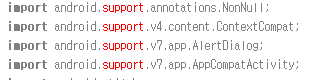 import android.support.annotations.NonNull;
import android.support.v4.content.ContextCompat;
import android.support.v7.app.AlertDialog;
import android.support.v7.app.AppCompatActivity;